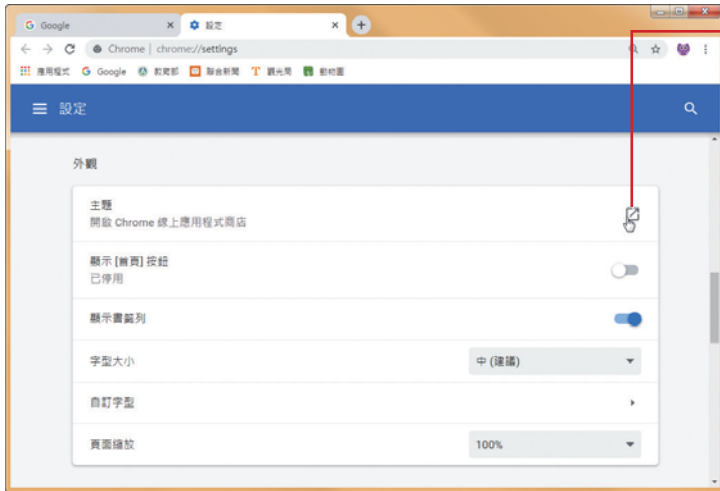 Google
設定
Chrome | chrome://settings
應用程式 Google 教育部 聯合新聞 觀光局 動物園
設定
外觀
主題
開啟 Chrome 線上應用程式商店
顯示 [首頁] 按鈕
已停用
顯示書籤列
字型大小 中 (建議)
自訂字型
頁面縮放 100%